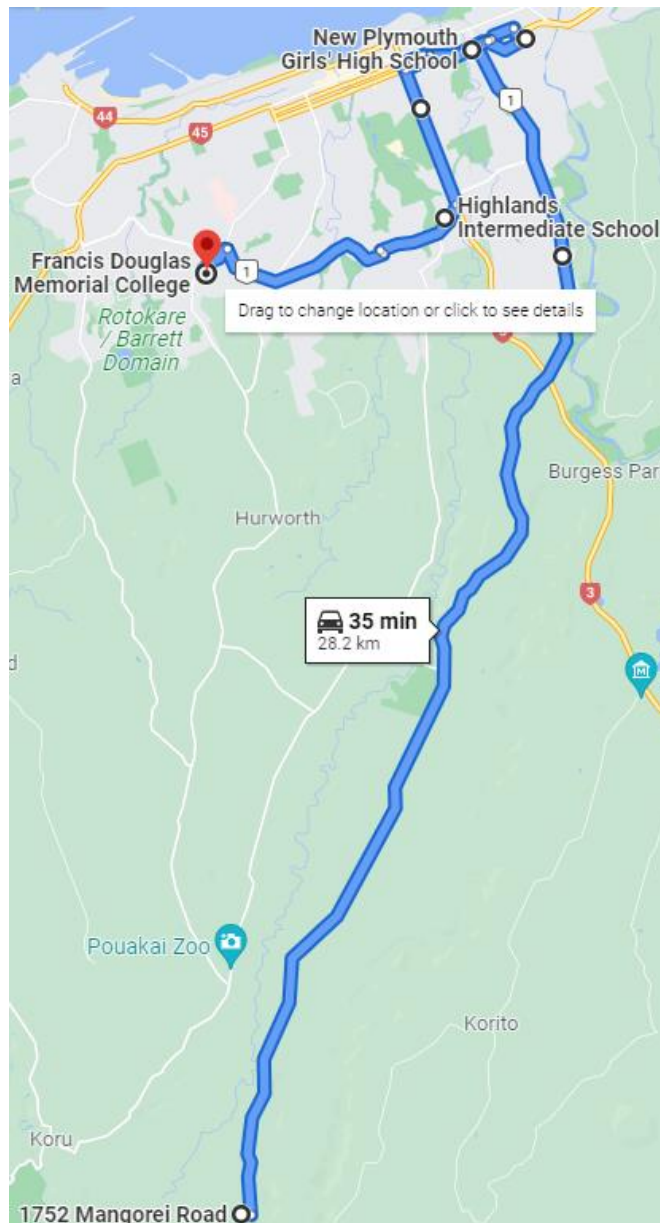 New Plymouth
Girls' High School
1
44
45
Highlands
Intermediate School
Francis Douglas
Memorial College
1
Drag to change location or click to see details
Rotokare
/ Barrett
Domain
a
Burgess Par
Hurworth
3
35 min
28.2 km
d
Pouakai Zoo
Korito
Koru
1752 Mangorei Road